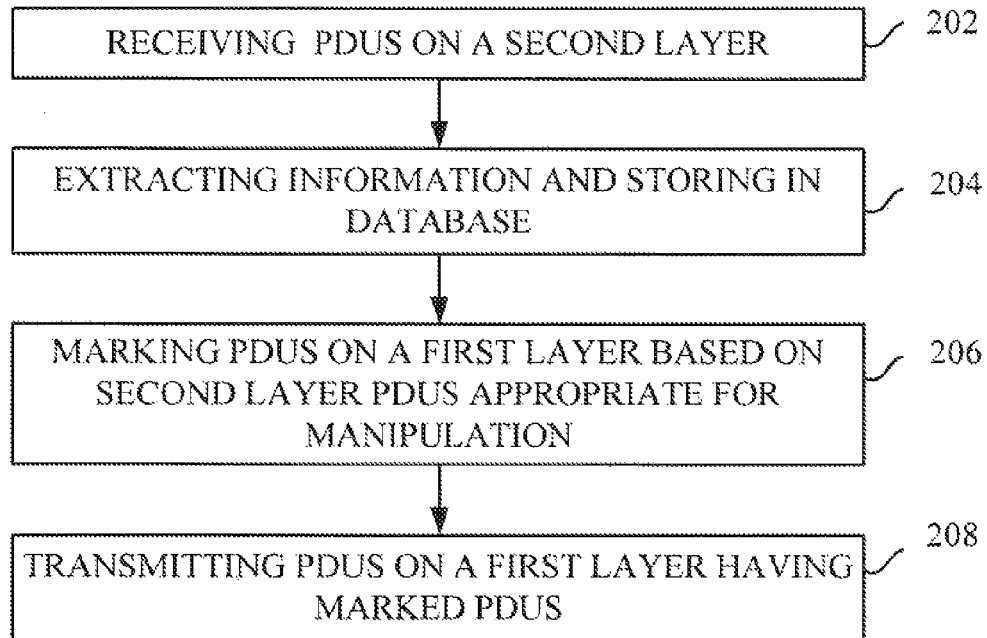 RECEIVING PDUS ON A SECOND LAYER
202
EXTRACTING INFORMATION AND STORING IN
DATABASE
204
MARKING PDUS ON A FIRST LAYER BASED ON
SECOND LAYER PDUS APPROPRIATE FOR
MANIPULATION
206
TRANSMITTING PDUS ON A FIRST LAYER HAVING
MARKED PDUS
208